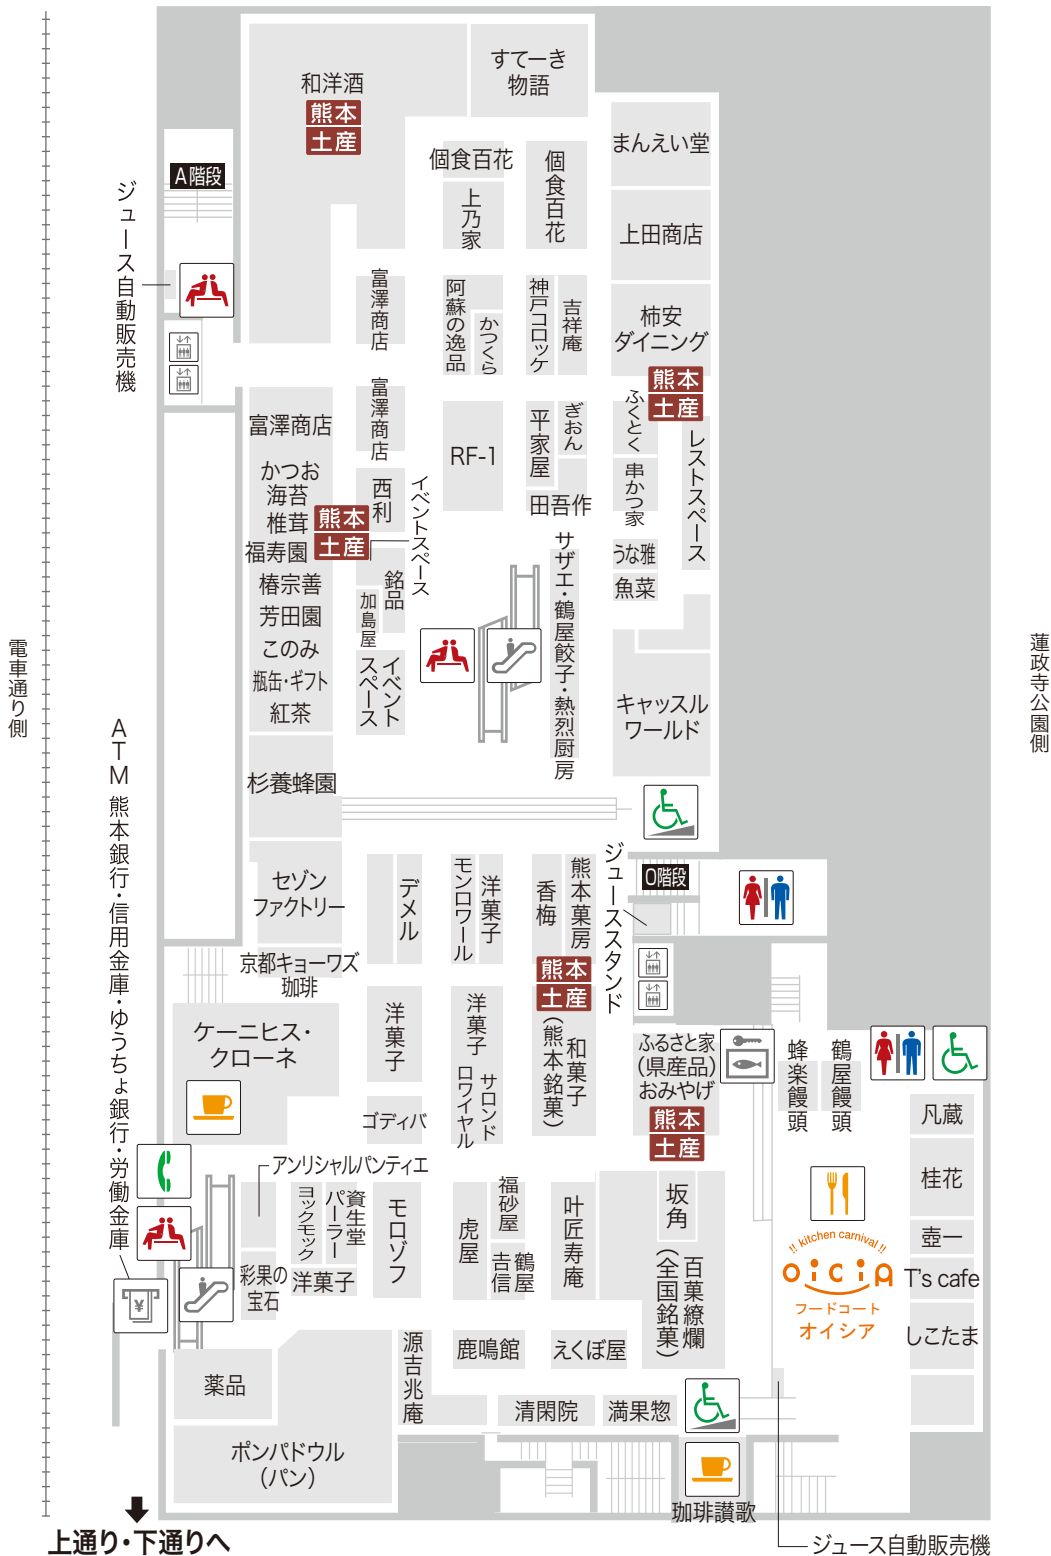 和洋酒
熊本
土産
すてーき
物語
まんえい堂
上田商店
柿安
ダイニング
熊本
土産
A階段
ジュース自動販売機
個食百花
上乃家
個食百花
富澤商店
阿蘇の逸品
かつくら
神戸コロッケ
吉祥庵
富澤商店
富澤商店
RF-1
平家屋
ぎおん
田吾作
ふくとく
串かつ家
レストスペース
うな雅
魚菜
かつお
海苔
椎茸
福寿園
熊本
土産
椿宗善
芳田園
このみ
瓶缶・ギフト
紅茶
西利
イベントスペース
銘品
加島屋
イベント
スペース
サザエ・鶴屋餃子・熱烈厨房
キャッスル
ワールド
電車通り側
蓮政寺公園側
杉養蜂園
セゾン
ファクトリー
京都キョーワズ
珈琲
デメル
モンロワール
洋菓子
香梅
熊本菓房
熊本
土産
ジューススタンド
O階段
ATM 熊本銀行・信用金庫・ゆうちょ銀行・労働金庫
ケーニヒス・
クローネ
洋菓子
洋菓子
サロンド
ロワイヤル
和菓子
(熊本銘菓)
ゴディバ
ふるさと家
(県産品)
おみやげ
熊本
土産
蜂楽饅頭
鶴屋饅頭
凡蔵
桂花
壺一
T's cafe
しこたま
!! kitchen carnival !!
oicia
フードコート
オイシア
アンリシャルパンティエ
ヨックモック
資生堂
パーラー
洋菓子
彩果の
宝石
モロゾフ
虎屋
福砂屋
鶴屋
吉信
叶匠寿庵
坂角
百菓繚爛
(全国銘菓)
薬品
ポンパドウル
(パン)
源吉兆庵
鹿鳴館
えくぼ屋
清閑院
満果惣
珈琲讃歌
ジュース自動販売機
上通り・下通りへ